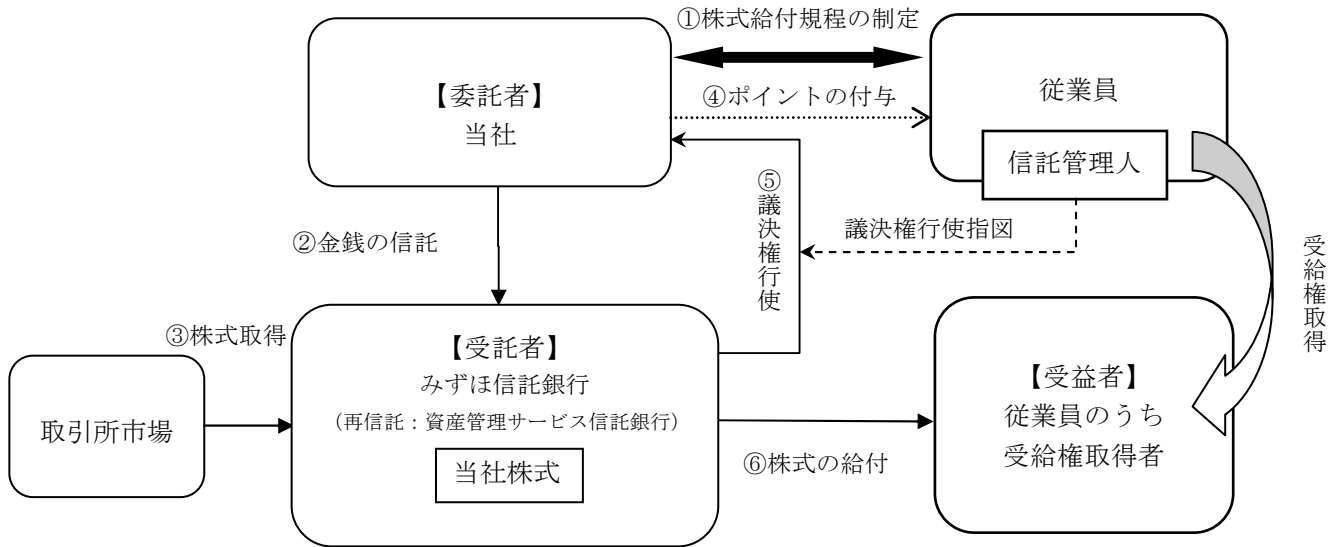 ①株式給付規程の制定
【委託者】
当社
④ポイントの付与
従業員
信託管理人
②金銭の信託
⑤議決権行使
議決権行使指図
受給権取得
③株式取得
取引所市場
【受託者】
みずほ信託銀行
（再信託：資産管理サービス信託銀行）
当社株式
⑥株式の給付
【受益者】
従業員のうち
受給権取得者